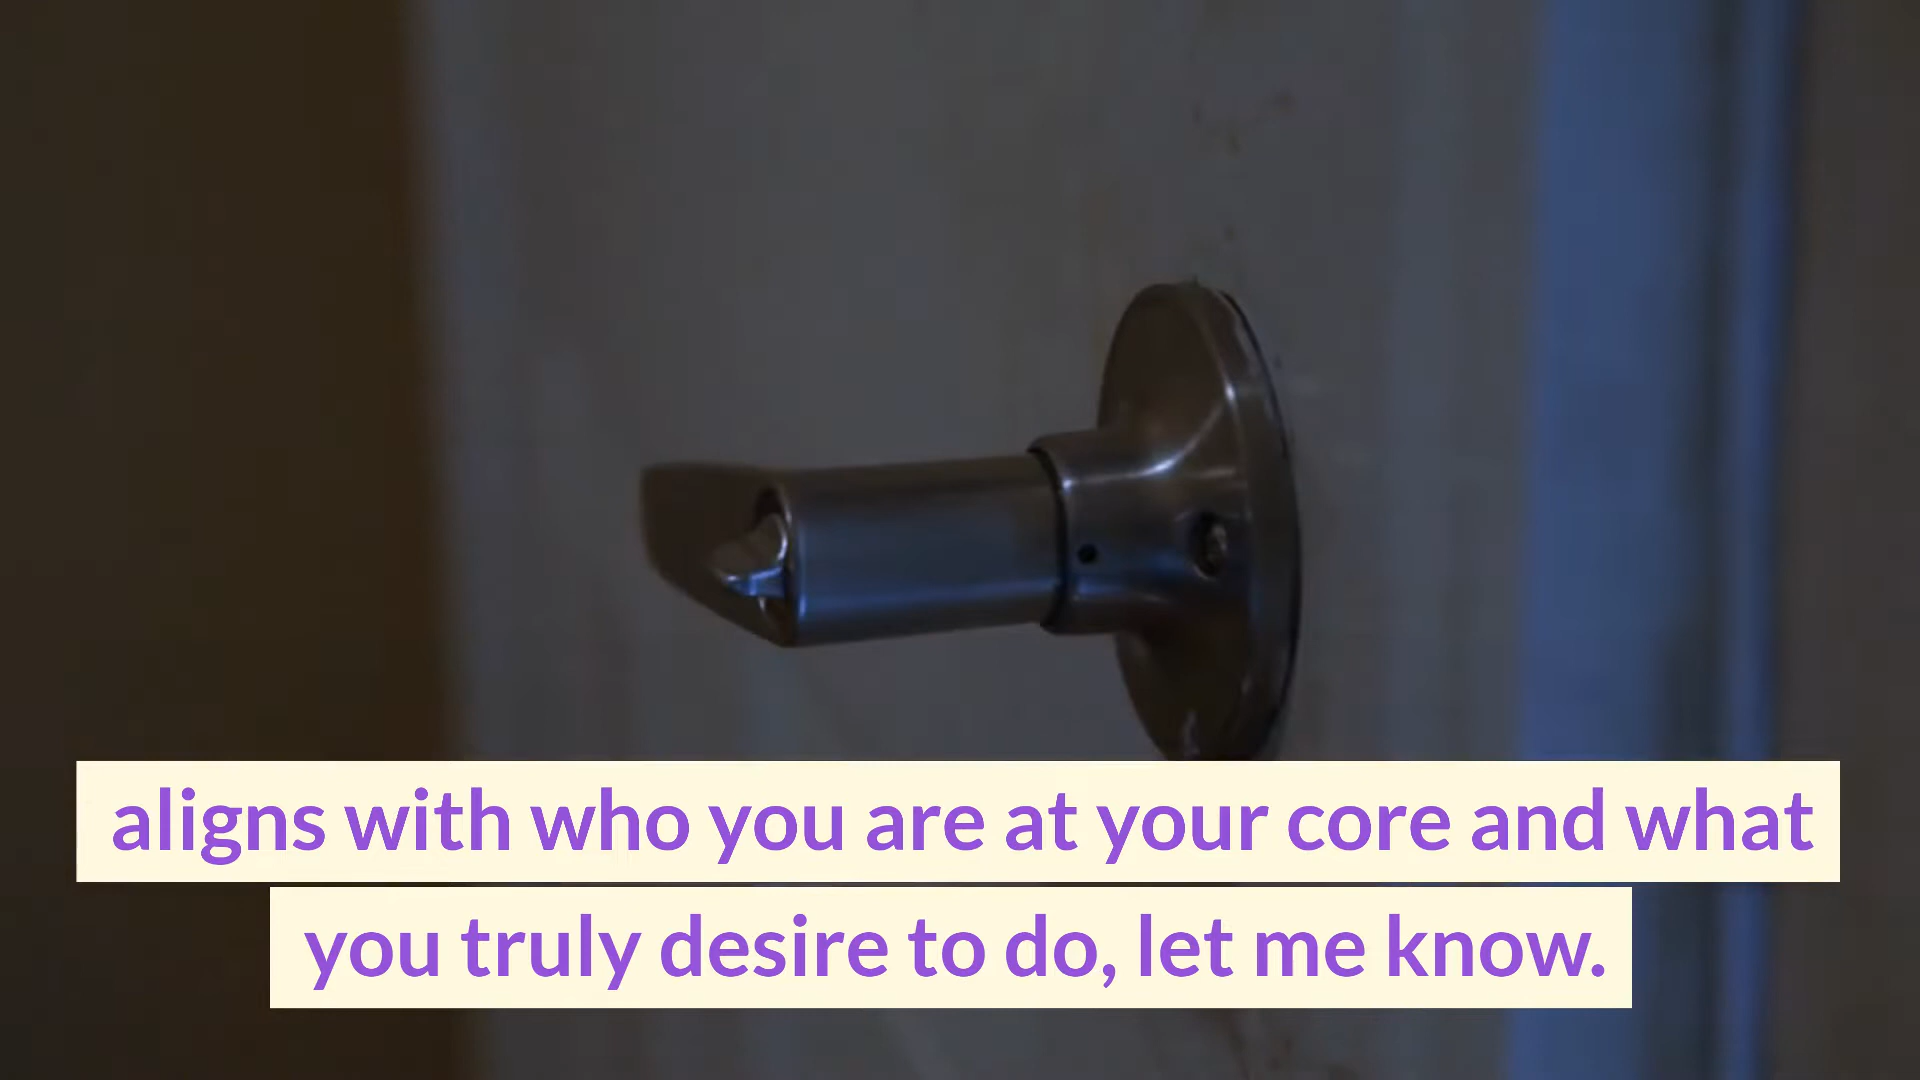 aligns with who you are at your core and what
you truly desire to do, let me know.